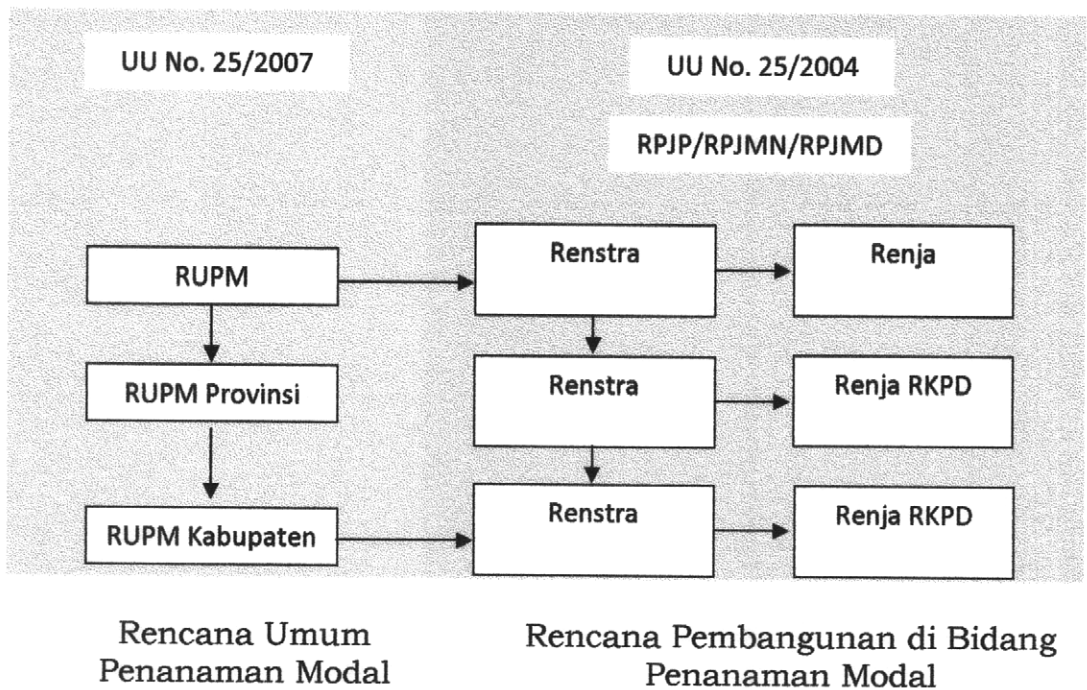 UU No. 25/2007
UU No. 25/2004
RPJP/RPJMN/RPJMD
RUPM
Renstra
Renja
RUPM Provinsi
Renstra
Renja RKPD
RUPM Kabupaten
Renstra
Renja RKPD
Rencana Umum
Penanaman Modal
Rencana Pembangunan di Bidang
Penanaman Modal